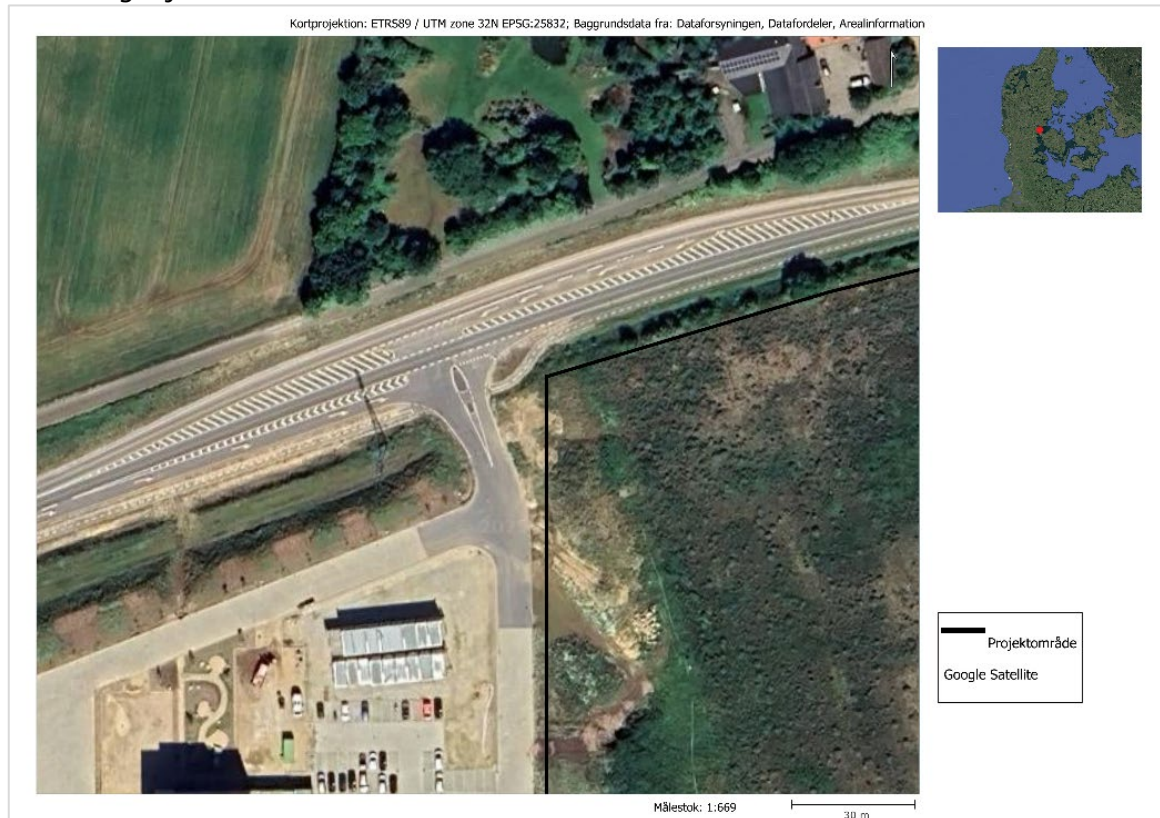 Kortprojektion: ETRS89 / UTM zone 32N EPSG:25832; Baggrundsdata fra: Dataforsyningen, Datafordeler, Arealinformation
Projektområde
Google Satellite
Målestok: 1:669
30 m